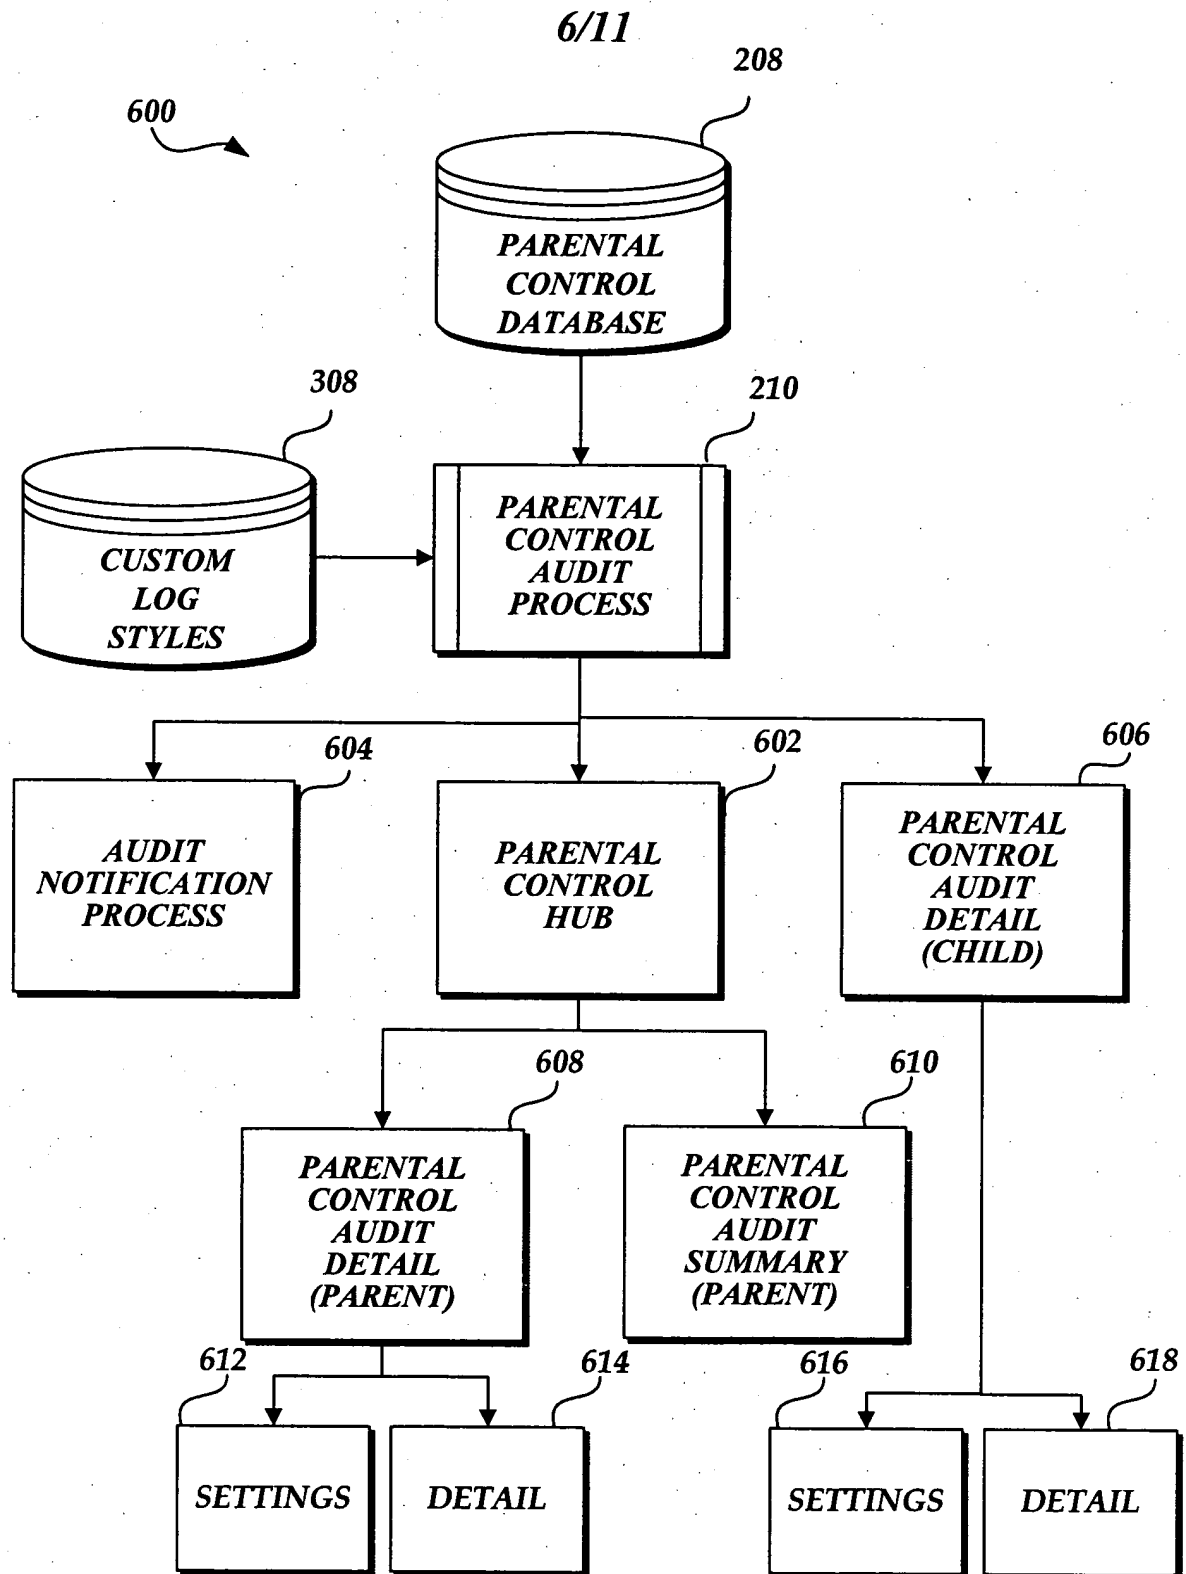 6/11
208
600
PARENTAL
CONTROL
DATABASE
308
210
CUSTOM
LOG
STYLES
PARENTAL
CONTROL
AUDIT
PROCESS
604
602
606
AUDIT
NOTIFICATION
PROCESS
PARENTAL
CONTROL
HUB
PARENTAL
CONTROL
AUDIT
DETAIL
(CHILD)
608
610
PARENTAL
CONTROL
AUDIT
DETAIL
(PARENT)
PARENTAL
CONTROL
AUDIT
SUMMARY
(PARENT)
612
614
616
618
SETTINGS
DETAIL
SETTINGS
DETAIL